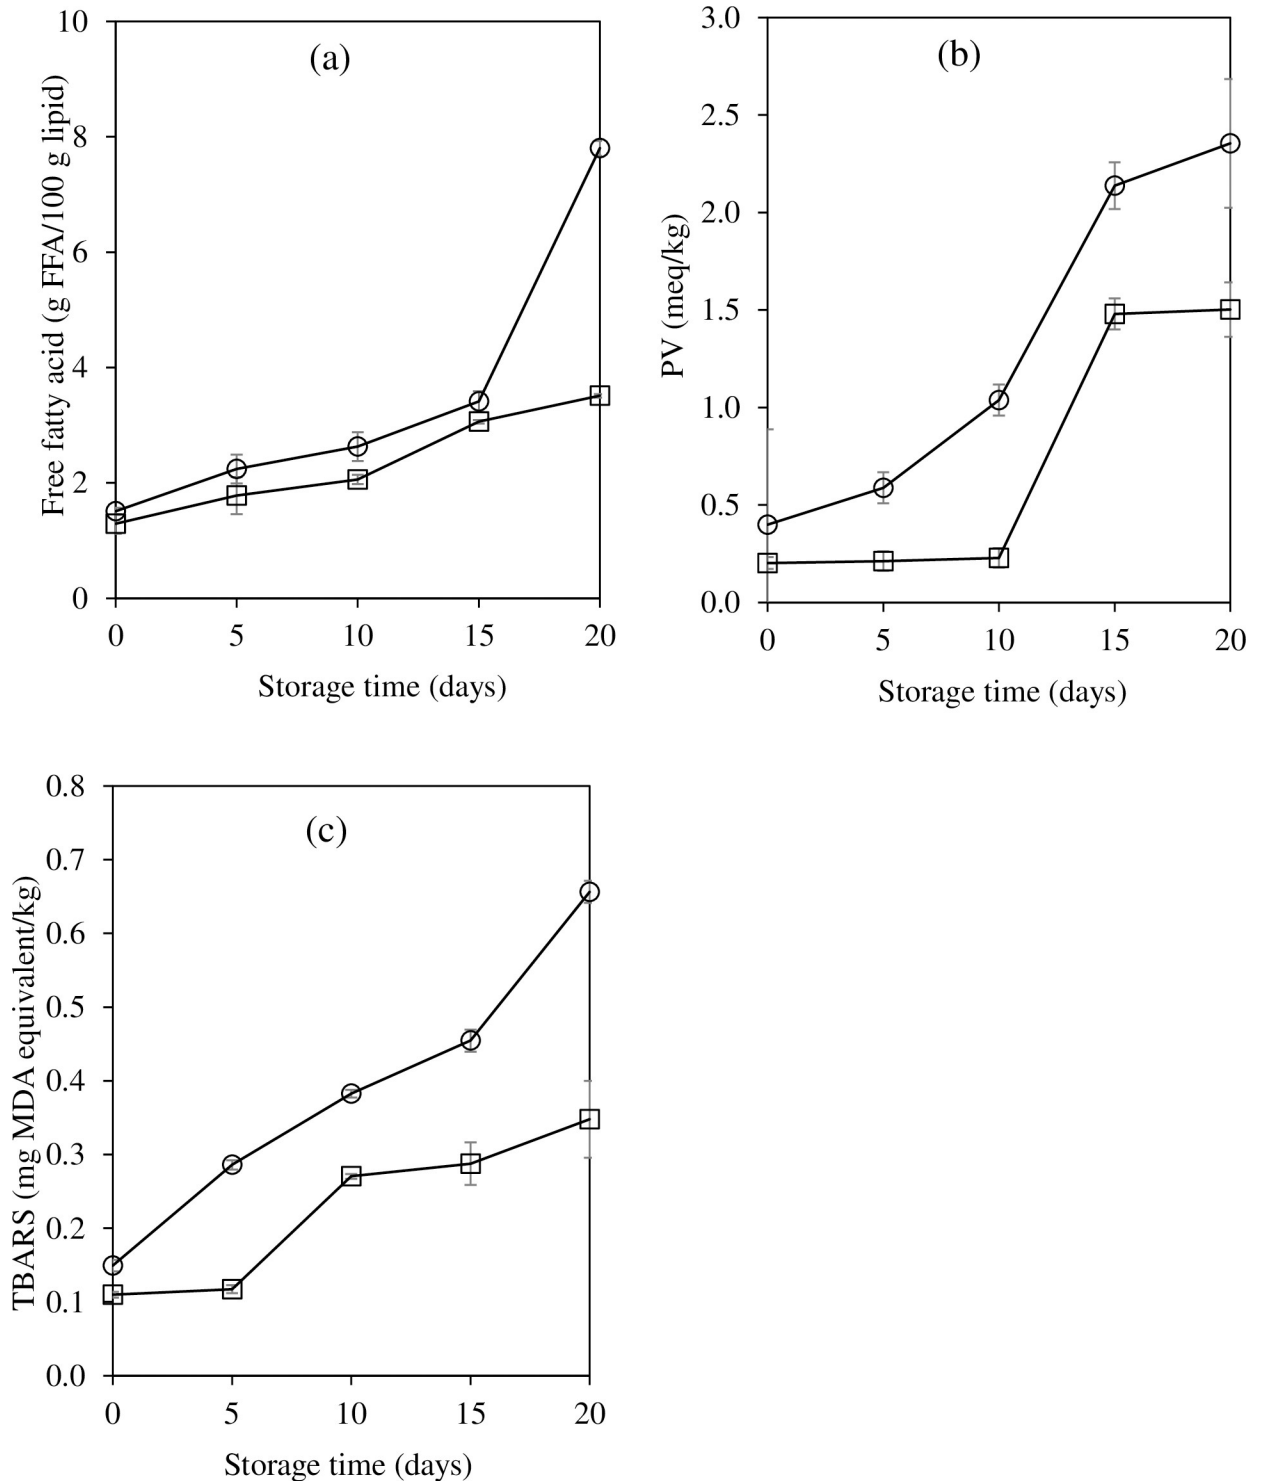 (a)
Free fatty acid (g FFA/100 g lipid)
10
8
6
4
2
0
0 5 10 15 20
Storage time (days)
(b)
PV (meq/kg)
3.0
2.5
2.0
1.5
1.0
0.5
0.0
0 5 10 15 20
Storage time (days)
(c)
TBARS (mg MDA equivalent/kg)
0.8
0.7
0.6
0.5
0.4
0.3
0.2
0.1
0.0
0 5 10 15 20
Storage time (days)